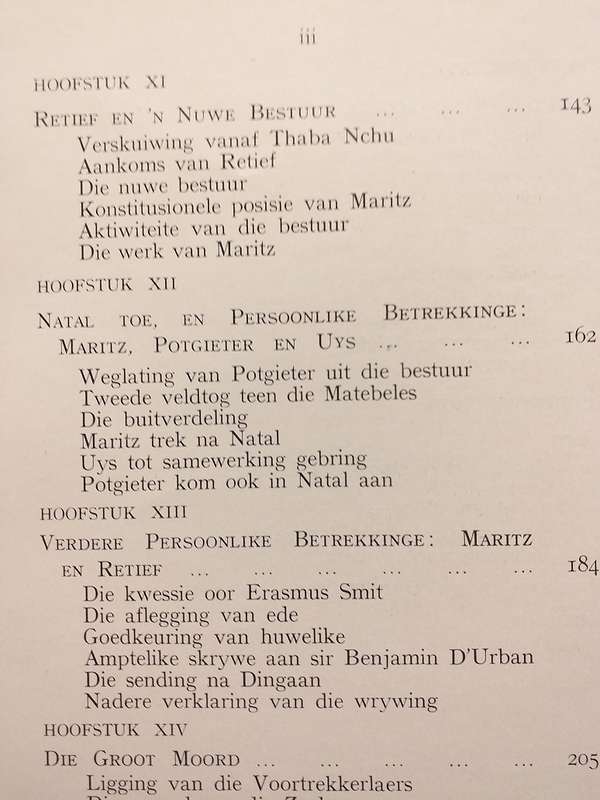 iii
HOOFSTUK XI
RETIEF EN 'N NUWE BESTUUR ... ... ... 143
Verskuiwing vanaf Thaba Nchu
Aankoms van Retief
Die nuwe bestuur
Konstitusionele posisie van Maritz
Aktiwiteite van die bestuur
Die werk van Maritz
HOOFSTUK XII
NATAL TOE, EN PERSOONLIKE BETREKKINGE:
MARITZ, POTGIETER EN UYS ... ... ... 162
Weglating van Potgieter uit die bestuur
Tweede veldtog teen die Matebeles
Die buitverdeling
Maritz trek na Natal
Uys tot samewerking gebring
Potgieter kom ook in Natal aan
HOOFSTUK XIII
VERDERE PERSOONLIKE BETREKKINGE: MARITZ
EN RETIEF ... ... ... ... ... ... 184
Die kwessie oor Erasmus Smit
Die aflegging van ede
Goedkeuring van huwelike
Amptelike skrywe aan sir Benjamin D'Urban
Die sending na Dingaan
Nadere verklaring van die wrywing
HOOFSTUK XIV
DIE GROOT MOORD ... ... ... ... ... 205
Ligging van die Voortrekkerlaers